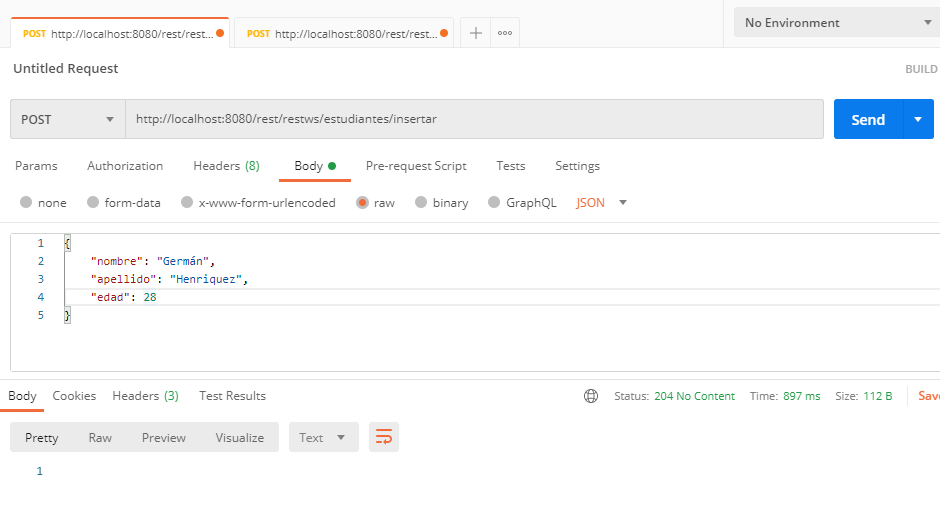 POST http://localhost:8080/rest/rest... POST http://localhost:8080/rest/rest... No Environment
Untitled Request BUILD
POST http://localhost:8080/rest/restws/estudiantes/insertar Send
Params Authorization Headers (8) Body Pre-request Script Tests Settings
none form-data x-www-form-urlencoded raw binary GraphQL JSON
1 {
2 "nombre": "Germán",
3 "apellido": "Henriquez",
4 "edad": 28
5 }
Body Cookies Headers (3) Test Results Status: 204 No Content Time: 897 ms Size: 112 B Save
Pretty Raw Preview Visualize Text
1